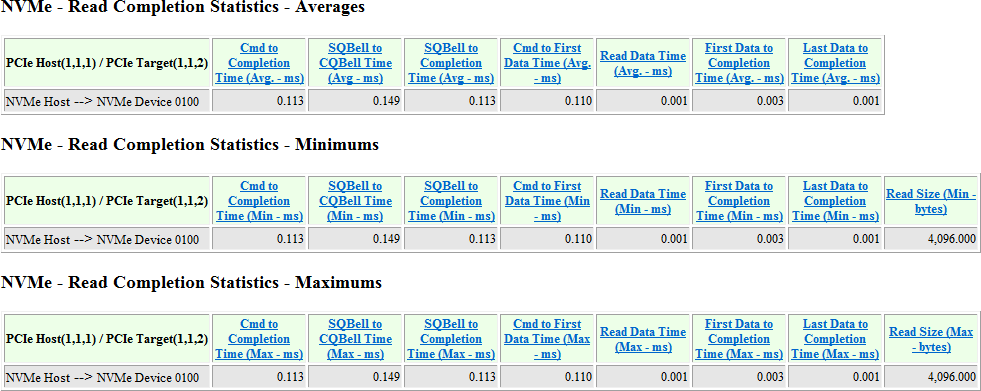 NVMe - Read Completion Statistics - Averages
PCIe Host(1,1,1) / PCIe Target(1,1,2) Cmd to Completion Time (Avg. - ms) SQBell to CQBell Time (Avg - ms) SQBell to Completion Time (Avg. - ms) Cmd to First Data Time (Avg. - ms) Read Data Time (Avg. - ms) First Data to Completion Time (Avg. - ms) Last Data to Completion Time (Avg. - ms)
NVMe Host --> NVMe Device 0100 0.113 0.149 0.113 0.110 0.001 0.003 0.001
NVMe - Read Completion Statistics - Minimums
PCIe Host(1,1,1) / PCIe Target(1,1,2) Cmd to Completion Time (Min - ms) SQBell to CQBell Time (Min - ms) SQBell to Completion Time (Min - ms) Cmd to First Data Time (Min - ms) Read Data Time (Min - ms) First Data to Completion Time (Min - ms) Last Data to Completion Time (Min - ms) Read Size (Min - bytes)
NVMe Host --> NVMe Device 0100 0.113 0.149 0.113 0.110 0.001 0.003 0.001 4,096.000
NVMe - Read Completion Statistics - Maximums
PCIe Host(1,1,1) / PCIe Target(1,1,2) Cmd to Completion Time (Max - ms) SQBell to CQBell Time (Max - ms) SQBell to Completion Time (Max - ms) Cmd to First Data Time (Max - ms) Read Data Time (Max - ms) First Data to Completion Time (Max - ms) Last Data to Completion Time (Max - ms) Read Size (Max - bytes)
NVMe Host --> NVMe Device 0100 0.113 0.149 0.113 0.110 0.001 0.003 0.001 4,096.000